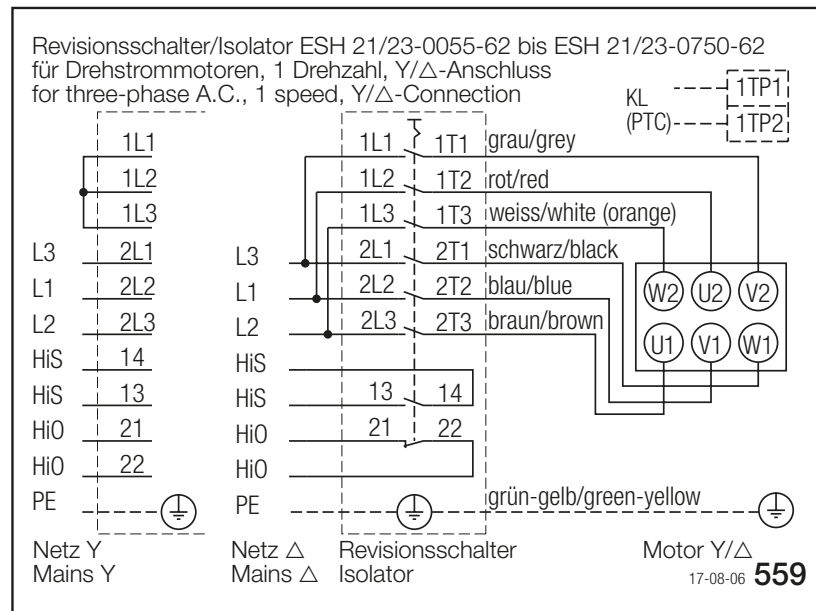 Revisionsschalter/Isolator ESH 21/23-0055-62 bis ESH 21/23-0750-62
für Drehstrommotoren, 1 Drehzahl, Y/△-Anschluss
for three-phase A.C., 1 speed, Y/△-Connection
KL
(PTC)
1TP1
1TP2
1L1
1L2
1L3
L3 2L1
L1 2L2
L2 2L3
HiS 14
HiS 13
HiO 21
HiO 22
PE
Netz Y
Mains Y
1L1 1T1 grau/grey
1L2 1T2 rot/red
1L3 1T3 weiss/white (orange)
L3 2L1 2T1 schwarz/black
L1 2L2 2T2 blau/blue
L2 2L3 2T3 braun/brown
HiS
HiS 13 14
HiO 21 22
HiO
PE grün-gelb/green-yellow
Netz △
Mains △
Revisionsschalter
Isolator
W2 U2 V2
U1 V1 W1
Motor Y/△
17-08-06 559